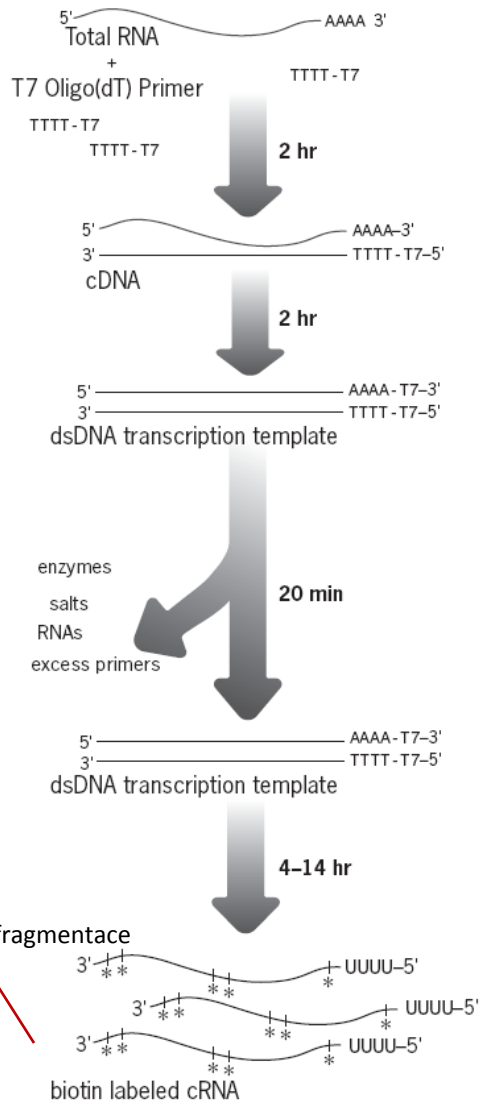 5' AAAA 3'
Total RNA
+
TTTT-T7
T7 Oligo(dT) Primer
TTTT-T7
TTTT-T7
2 hr
5' AAAA–3'
3' TTTT-T7–5'
cDNA
2 hr
5' AAAA-T7–3'
3' TTTT-T7–5'
dsDNA transcription template
enzymes
salts
RNAs
excess primers
20 min
5' AAAA-T7–3'
3' TTTT-T7–5'
dsDNA transcription template
4–14 hr
fragmentace
3' * * * * * UUUU–5'
3' * * * * * UUUU–5'
3' * * * * * UUUU–5'
biotin labeled cRNA